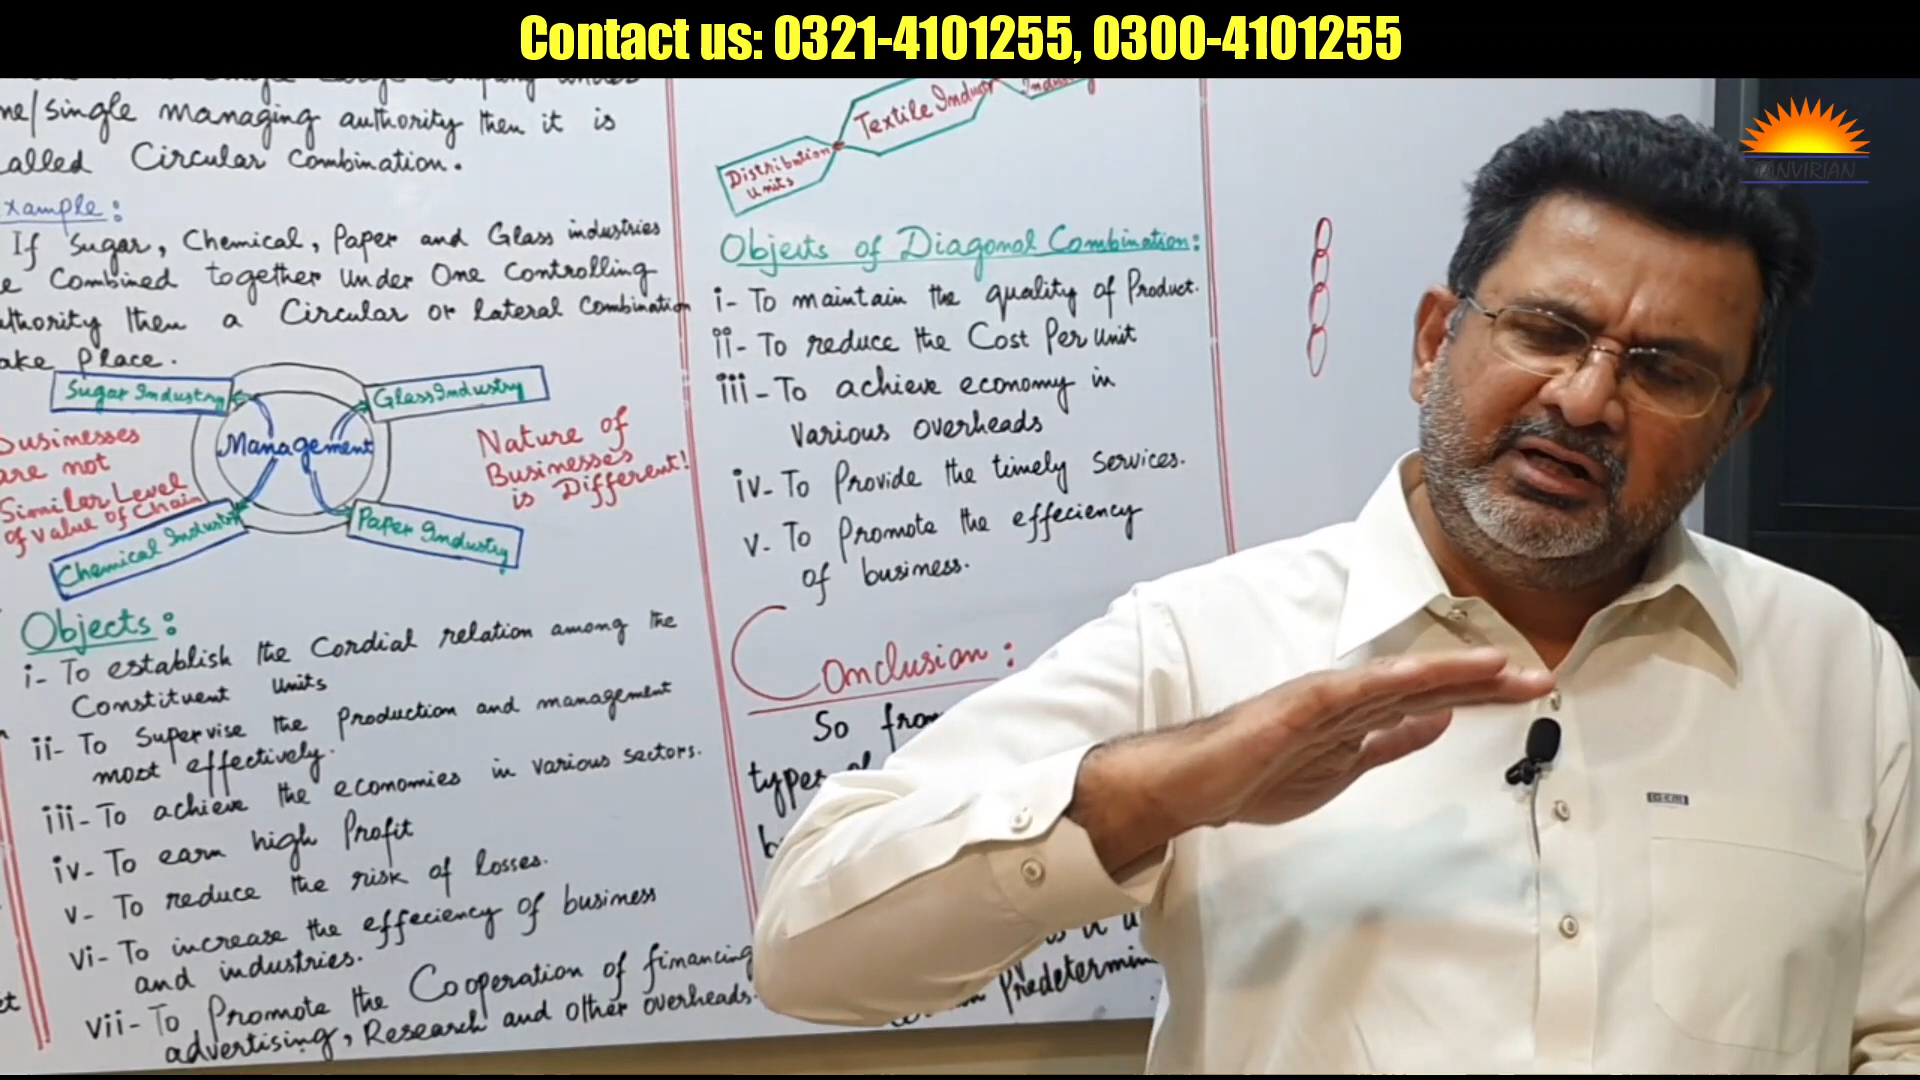 Contact us: 0321-4101255, 0300-4101255
TANVIRIAN
ne/single managing authority then it is
alled Circular Combination.
xample:
If Sugar, Chemical, Paper and Glass industries
e Combined together Under One Controlling
uthority then a Circular or Lateral Combination
ake Place.
Sugar Industry
Glass Industry
Management
Chemical Industry
Paper Industry
Businesses
are not
Similar Level
of Value of Chain
Nature of
Businesses
is Different!
Objects:
i- To establish the Cordial relation among the
Constituent Units
ii- To Supervise the Production and management
most effectively.
iii- To achieve the economies in various sectors.
iv- To earn high Profit
v- To reduce the risk of losses.
vi- To increase the effeciency of business
and industries.
vii- To Promote the Cooperation of financing
advertising, Research and other overheads.
Textile Industry
Distribution
Units
Objects of Diagonal Combination:
i- To maintain the quality of Product.
ii- To reduce the Cost Per Unit
iii- To achieve economy in
Various overheads
iv- To Provide the timely Services.
v- To Promote the effeciency
of business.
Conclusion:
So from
types of
Predetermin
GEM